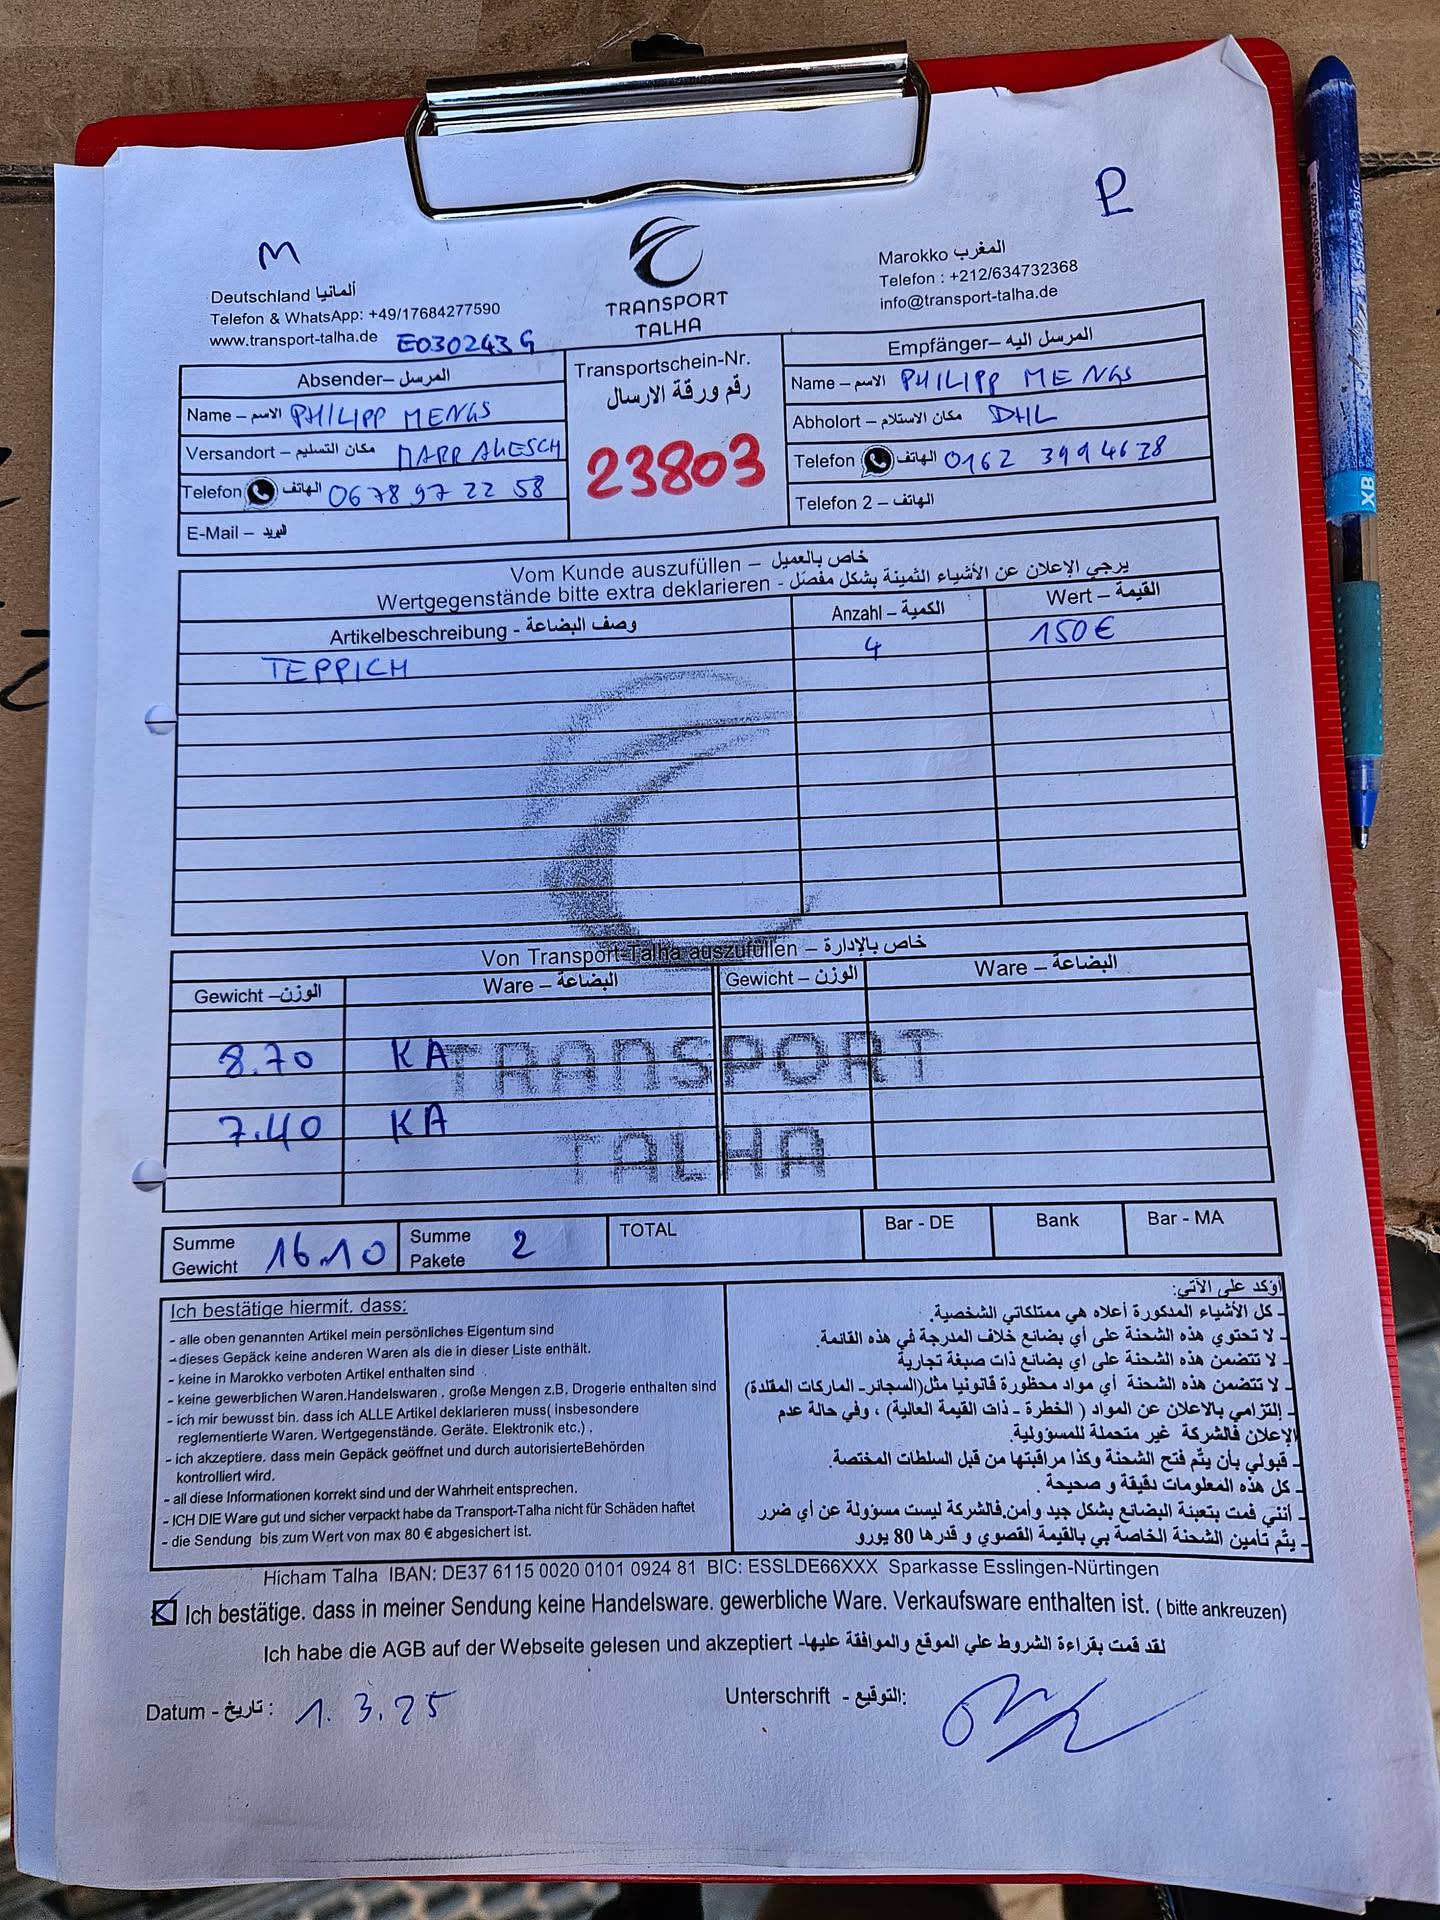 M
P
Deutschland ألمانيا
Telefon & WhatsApp: +49/17684277590
www.transport-talha.de E030243G
TRANSPORT
TALHA
Marokko المغرب
Telefon : +212/634732368
info@transport-talha.de
Absender– المرسل
Name – الاسم PHILIPP MENGS
Versandort – مكان التسليم MARRAKESCH
Telefon الهاتف 06 78 97 22 58
E-Mail – البريد
Transportschein-Nr.
رقم ورقة الارسال
23803
Empfänger– المرسل اليه
Name – الاسم PHILIPP MENGS
Abholort – مكان الاستلام DHL
Telefon الهاتف 0162 3994628
Telefon 2 – الهاتف
Vom Kunde auszufüllen – خاص بالعميل
Wertgegenstände bitte extra deklarieren - يرجي الإعلان عن الأشياء الثمينة بشكل مفصل
Artikelbeschreibung - وصف البضاعة Anzahl – الكمية Wert – القيمة
TEPPICH 4 150€
Von Transport-Talha auszufüllen – خاص بالإدارة
Gewicht – الوزن Ware – البضاعة Gewicht – الوزن Ware – البضاعة
8.70 KA
7.40 KA
TRANSPORT
TALHA
Summe Gewicht 16.10 Summe Pakete 2 TOTAL Bar - DE Bank Bar - MA
Ich bestätige hiermit. dass:
- alle oben genannten Artikel mein persönliches Eigentum sind
- dieses Gepäck keine anderen Waren als die in dieser Liste enthält.
- keine in Marokko verboten Artikel enthalten sind
- keine gewerblichen Waren.Handelswaren . große Mengen z.B. Drogerie enthalten sind
- ich mir bewusst bin. dass ich ALLE Artikel deklarieren muss( insbesondere
reglementierte Waren. Wertgegenstände. Geräte. Elektronik etc.) .
- ich akzeptiere. dass mein Gepäck geöffnet und durch autorisierteBehörden
kontrolliert wird.
- all diese Informationen korrekt sind und der Wahrheit entsprechen.
- ICH DIE Ware gut und sicher verpackt habe da Transport-Talha nicht für Schäden haftet
- die Sendung bis zum Wert von max 80 € abgesichert ist.
أؤكد على الآتي:
- كل الأشياء المذكورة أعلاه هي ممتلكاتي الشخصية.
- لا تحتوي هذه الشحنة على أي بضائع خلاف المدرجة في هذه القائمة.
- لا تتضمن هذه الشحنة على اي بضائع ذات صبغة تجارية
- لا تتضمن هذه الشحنة أي مواد محظورة قانونيا مثل(السجائر- الماركات المقلدة)
- إلتزامي بالاعلان عن المواد ( الخطرة - ذات القيمة العالية) ، وفي حالة عدم
الإعلان فالشركة غير متحملة للمسؤولية.
- قبولي بأن يتم فتح الشحنة وكذا مراقبتها من قبل السلطات المختصة.
- كل هذه المعلومات دقيقة و صحيحة .
- أنني قمت بتعبئة البضائع بشكل جيد وأمن.فالشركة ليست مسؤولة عن أي ضرر
- يتم تأمين الشحنة الخاصة بي بالقيمة القصوي و قدرها 80 يورو
Hicham Talha IBAN: DE37 6115 0020 0101 0924 81 BIC: ESSLDE66XXX Sparkasse Esslingen-Nürtingen
Ich bestätige. dass in meiner Sendung keine Handelsware. gewerbliche Ware. Verkaufsware enthalten ist. ( bitte ankreuzen)
Ich habe die AGB auf der Webseite gelesen und akzeptiert -لقد قمت بقراءة الشروط علي الموقع والموافقة عليها
Datum - تاريخ : 1. 3. 25 Unterschrift - التوقيع:
XB